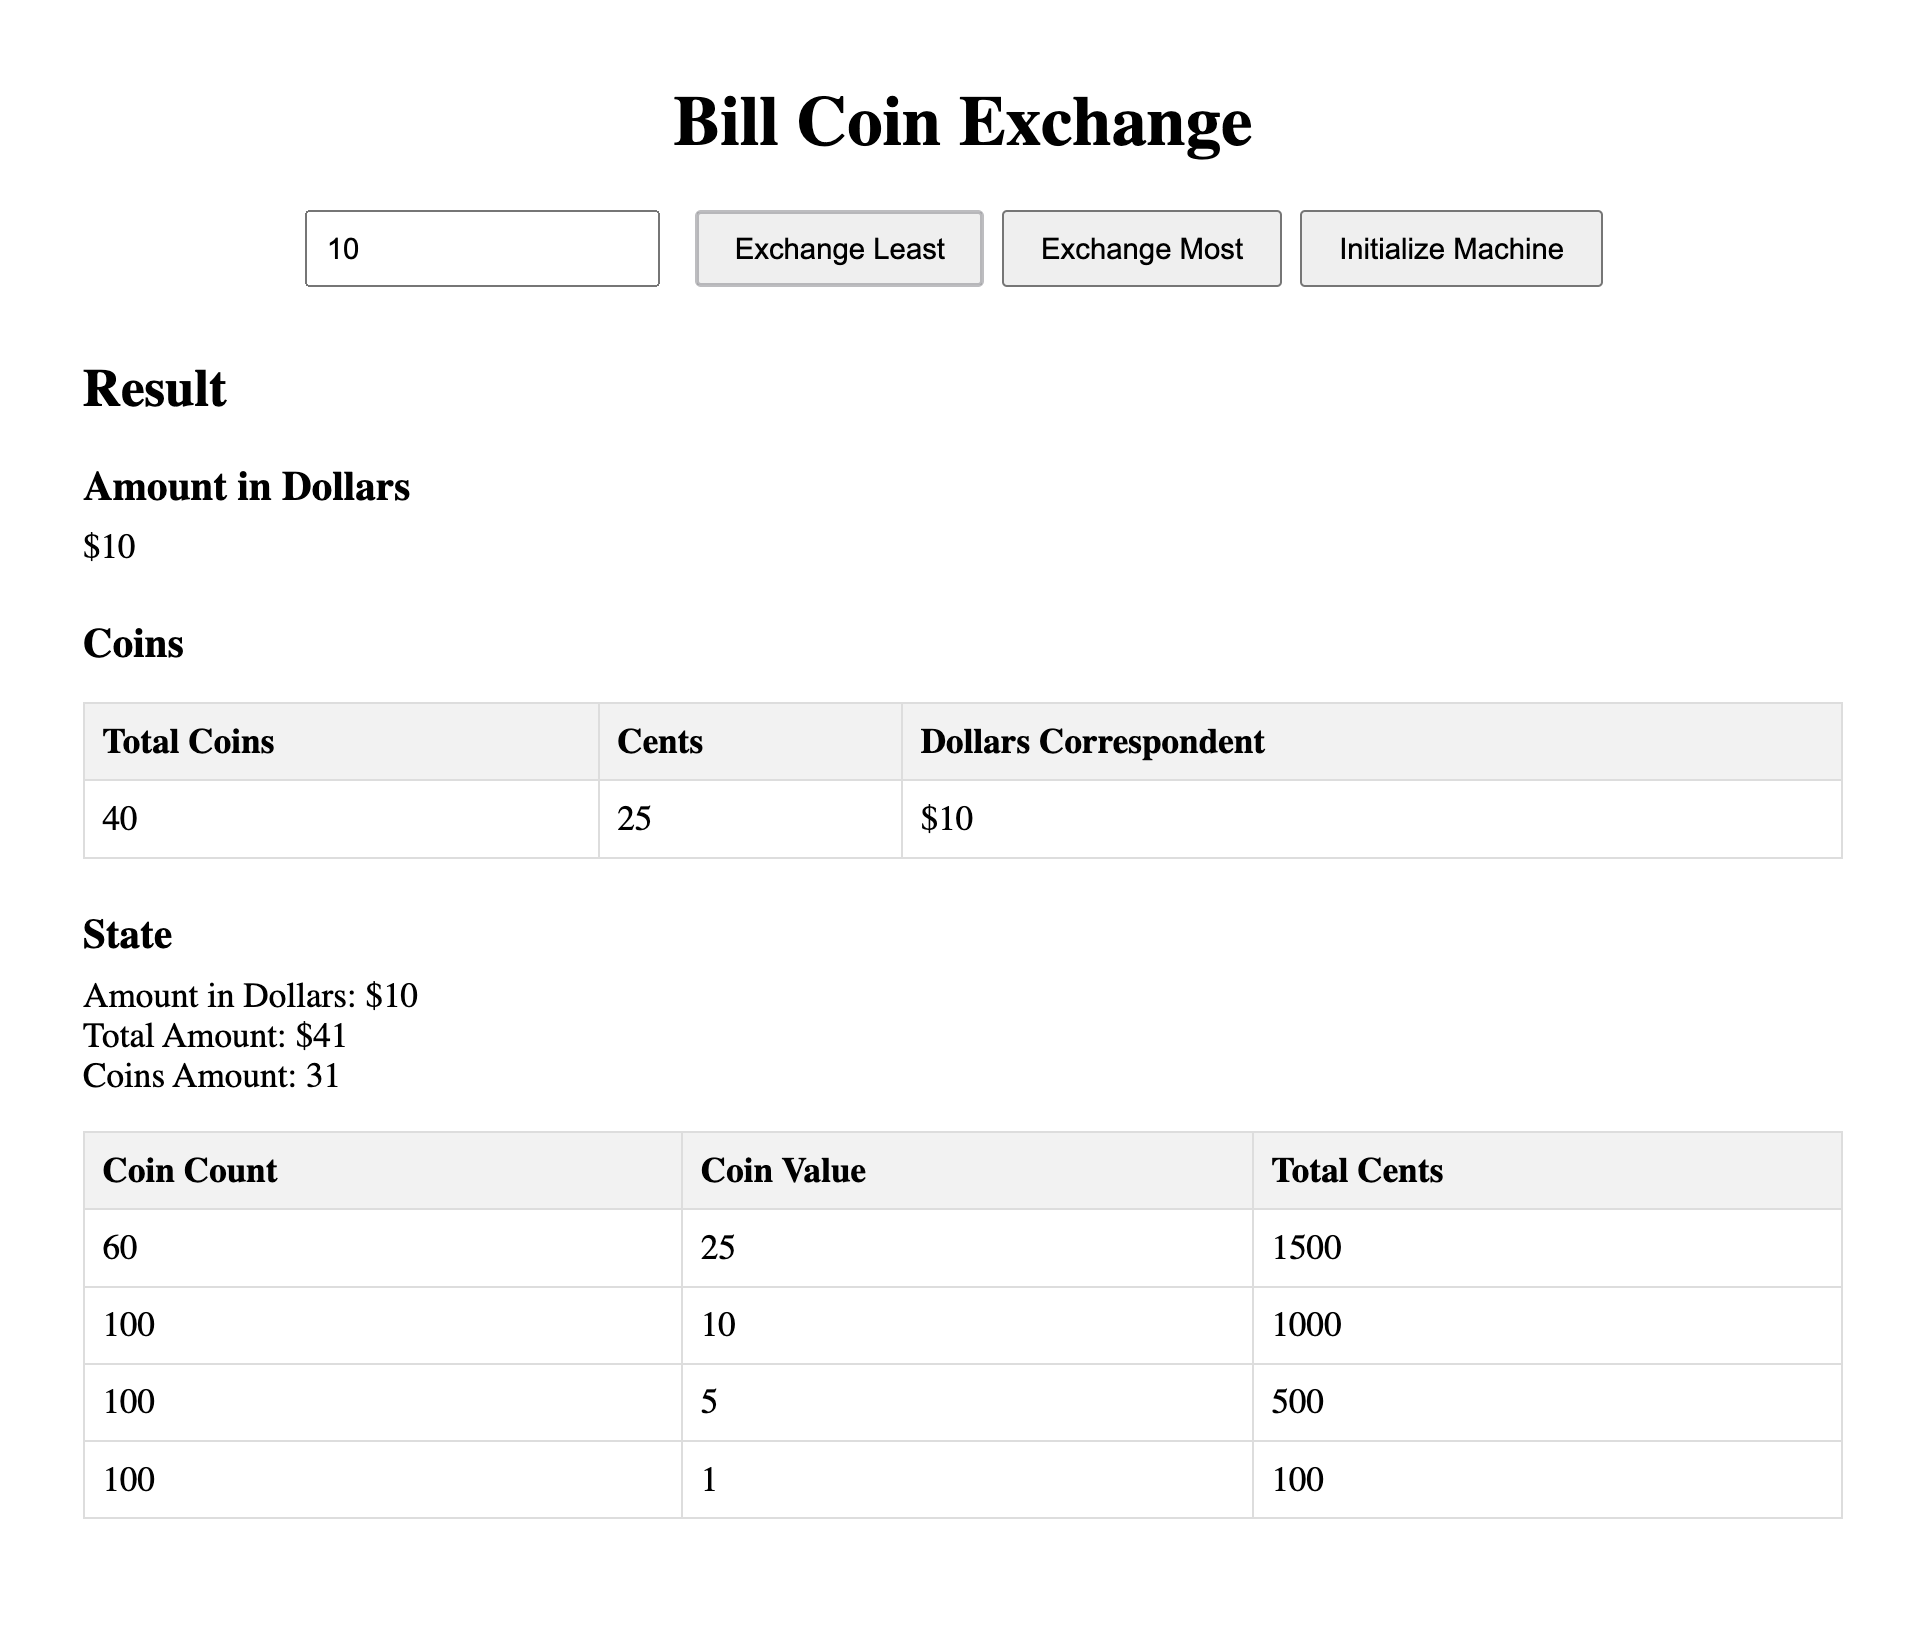 Bill Coin Exchange
10 Exchange Least Exchange Most Initialize Machine
Result
Amount in Dollars
$10
Coins
Total Coins Cents Dollars Correspondent
40 25 $10
State
Amount in Dollars: $10
Total Amount: $41
Coins Amount: 31
Coin Count Coin Value Total Cents
60 25 1500
100 10 1000
100 5 500
100 1 100